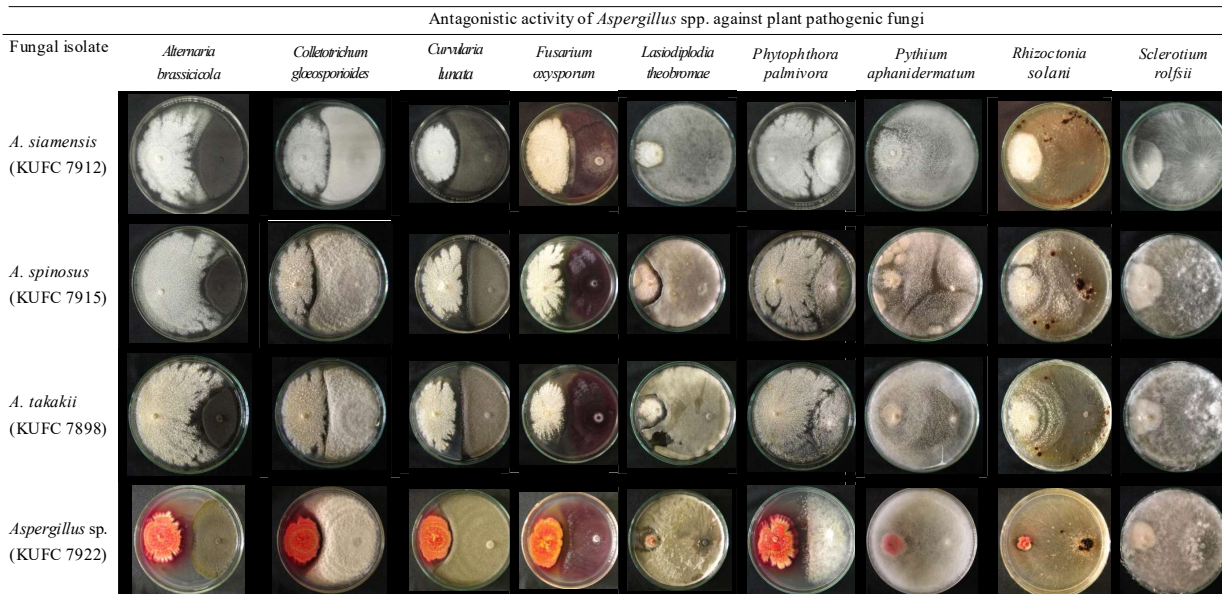 Antagonistic activity of Aspergillus spp. against plant pathogenic fungi
Fungal isolate
Alternaria brassicicola
Colletotrichum gloeosporioides
Curvularia lunata
Fusarium oxysporum
Lasiodiplodia theobromae
Phytophthora palmivora
Pythium aphanidermatum
Rhizoctonia solani
Sclerotium rolfsii
A. siamensis
(KUFC 7912)
A. spinosus
(KUFC 7915)
A. takakii
(KUFC 7898)
Aspergillus sp.
(KUFC 7922)